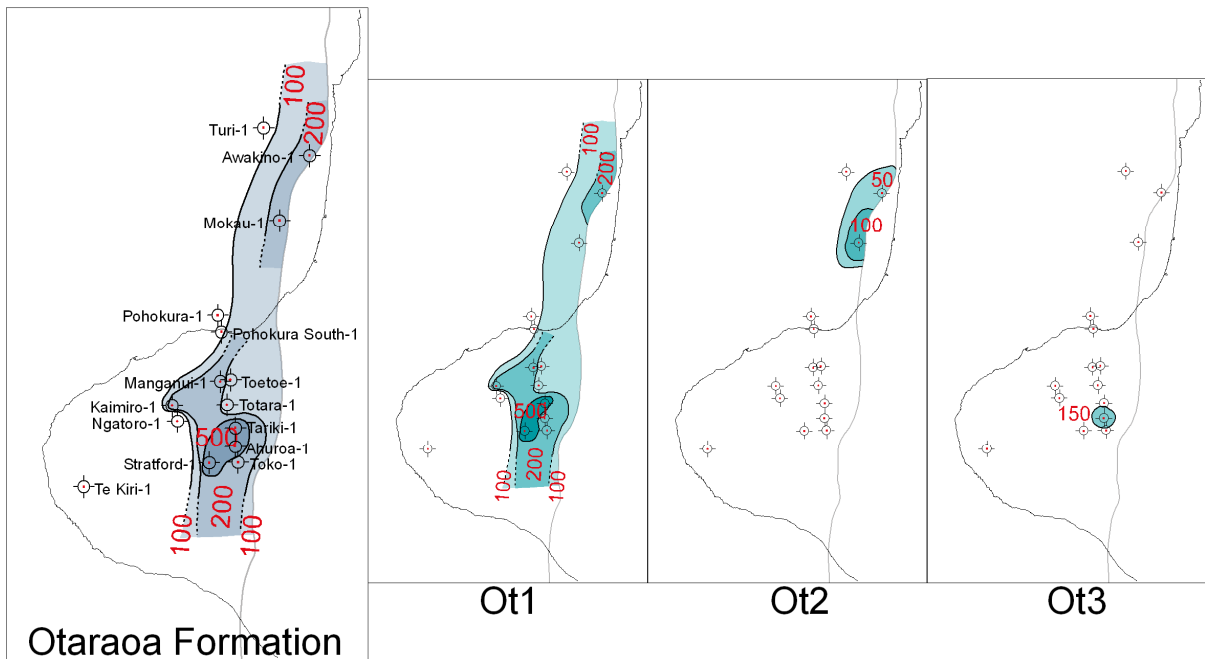 100
200
Turi-1
Awakino-1
Mokau-1
Pohokura-1
Pohokura South-1
Manganui-1
Toetoe-1
Kaimiro-1
Totara-1
Ngatoro-1
Tariki-1
500
Ahuroa-1
Stratford-1
Toko-1
Te Kiri-1
200
100
100
Otaraoa Formation
100
200
500
200
100
100
Ot1
50
100
Ot2
150
Ot3